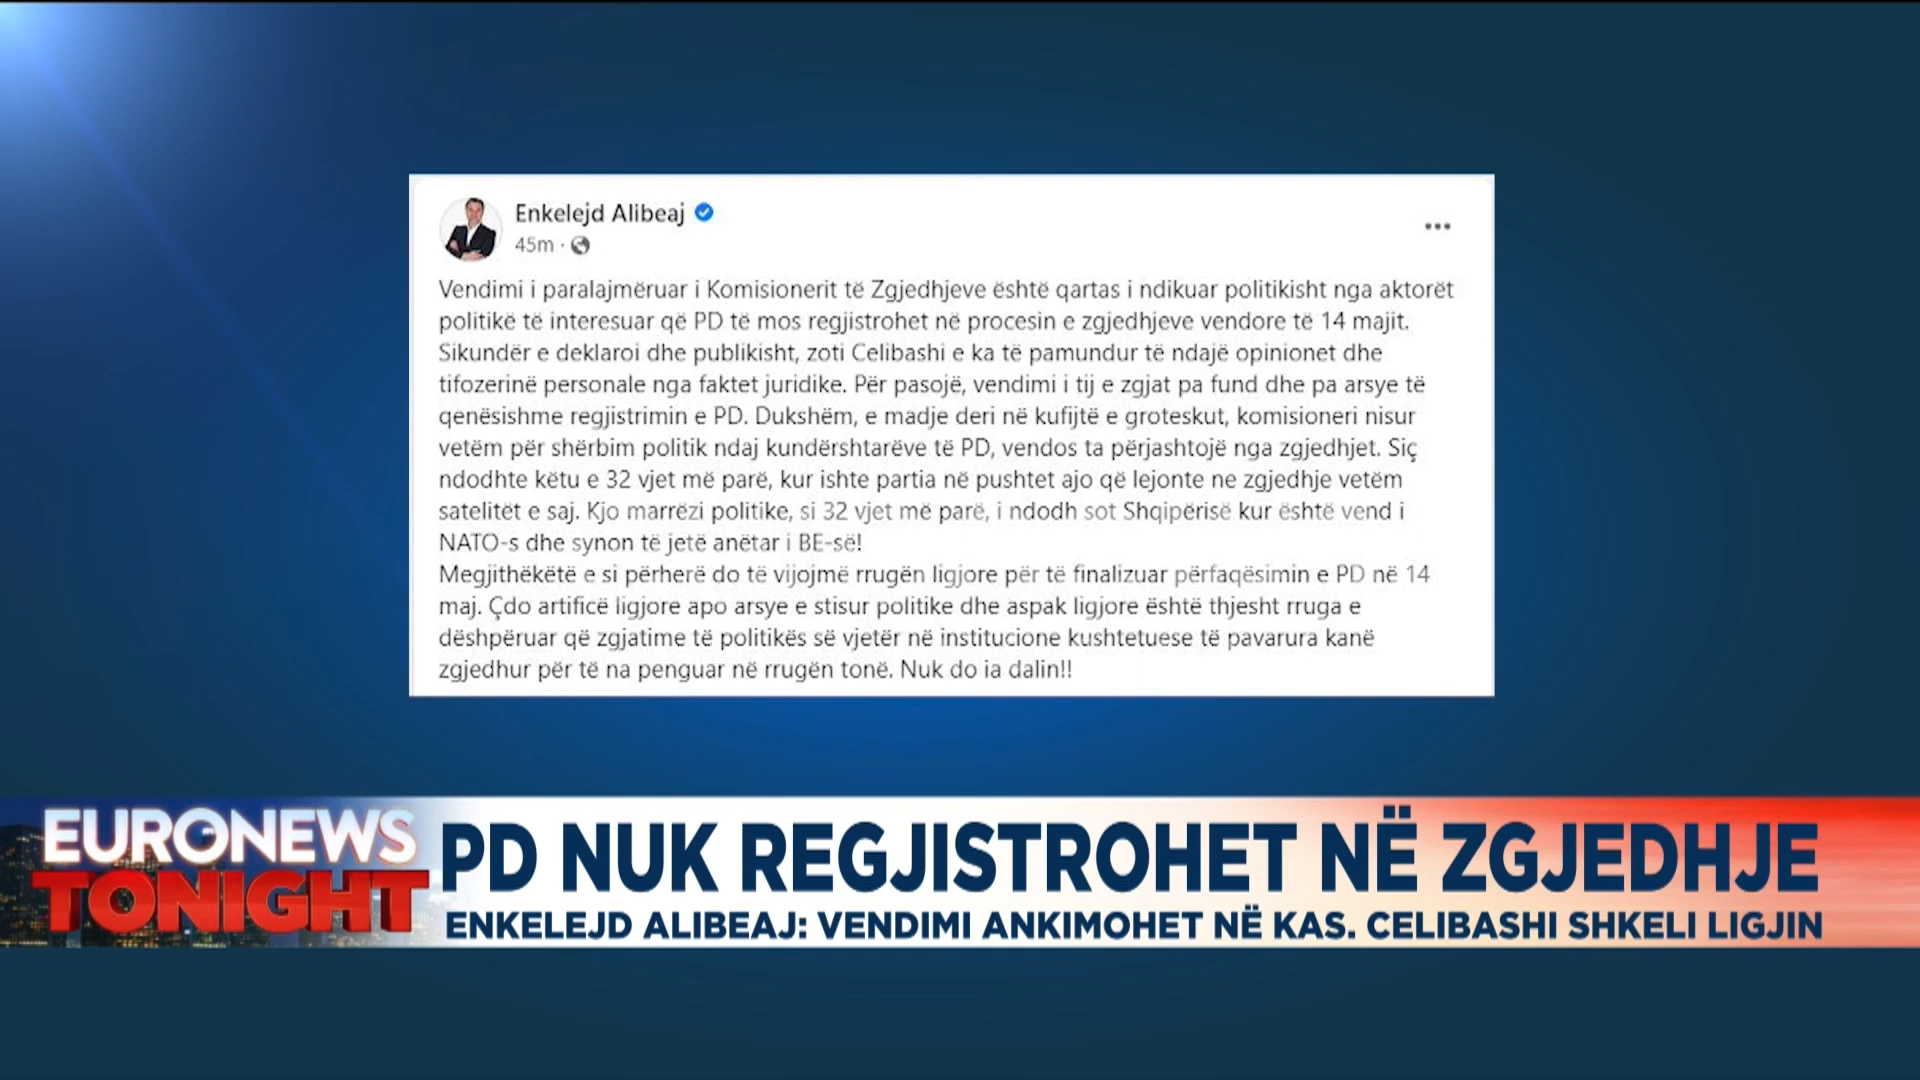 Enkelejd Alibeaj
45m ·
Vendimi i paralajmëruar i Komisionerit të Zgjedhjeve është qartas i ndikuar politikisht nga aktorët
politikë të interesuar që PD të mos regjistrohet në procesin e zgjedhjeve vendore të 14 majit.
Sikundër e deklaroi dhe publikisht, zoti Celibashi e ka të pamundur të ndajë opinionet dhe
tifozerinë personale nga faktet juridike. Për pasojë, vendimi i tij e zgjat pa fund dhe pa arsye të
qenësishme regjistrimin e PD. Dukshëm, e madje deri në kufijtë e groteskut, komisioneri nisur
vetëm për shërbim politik ndaj kundërshtarëve të PD, vendos ta përjashtojë nga zgjedhjet. Siç
ndodhte këtu e 32 vjet më parë, kur ishte partia në pushtet ajo që lejonte ne zgjedhje vetëm
satelitët e saj. Kjo marrëzi politike, si 32 vjet më parë, i ndodh sot Shqipërisë kur është vend i
NATO-s dhe synon të jetë anëtar i BE-së!
Megjithëkëtë e si përherë do të vijojmë rrugën ligjore për të finalizuar përfaqësimin e PD në 14
maj. Çdo artificë ligjore apo arsye e stisur politike dhe aspak ligjore është thjesht rruga e
dëshpëruar që zgjatime të politikës së vjetër në institucione kushtetuese të pavarura kanë
zgjedhur për të na penguar në rrugën tonë. Nuk do ia dalin!!
EURONEWS
TONIGHT
PD NUK REGJISTROHET NË ZGJEDHJE
ENKELEJD ALIBEAJ: VENDIMI ANKIMOHET NË KAS. CELIBASHI SHKELI LIGJIN